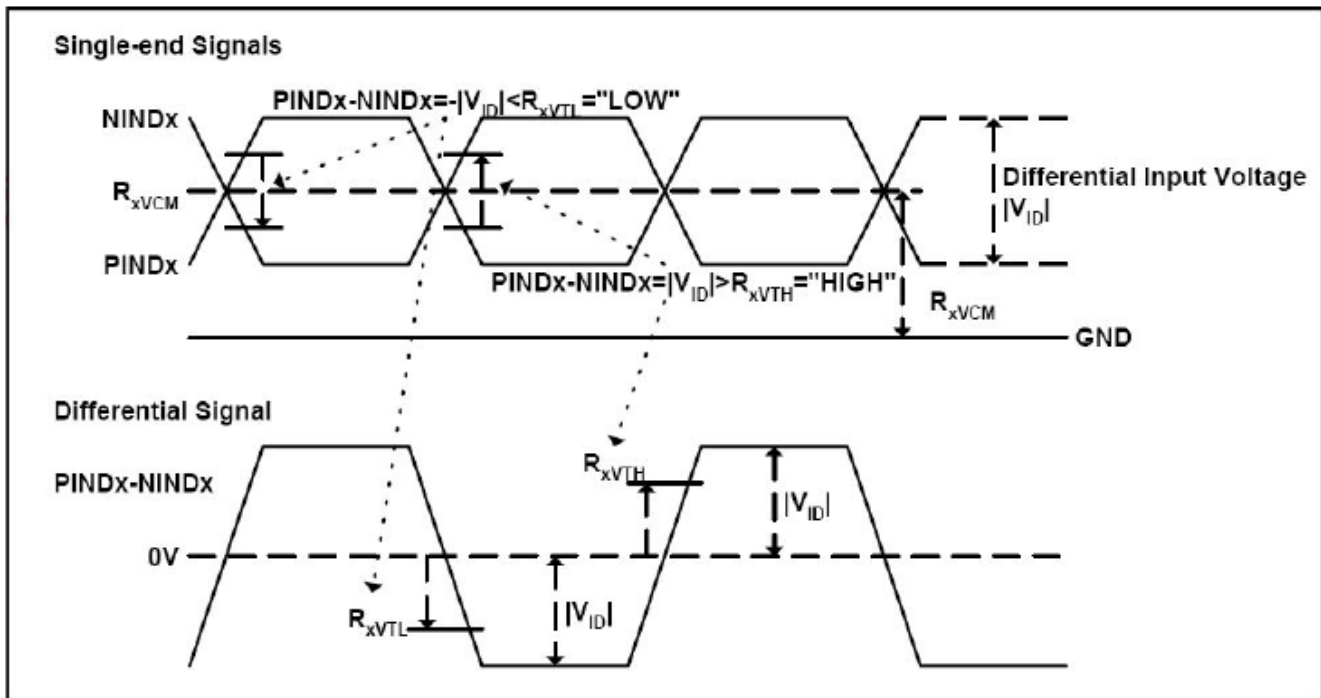 Single-end Signals
PINDx-NINDx=-|VID|<RxVTL="LOW"
NINDx
RxVCM
Differential Input Voltage
|VID|
PINDx
PINDx-NINDx=|VID|>RxVTH="HIGH"
RxVCM
GND
Differential Signal
RxVTH
PINDx-NINDx
|VID|
0V
RxVTL
|VID|